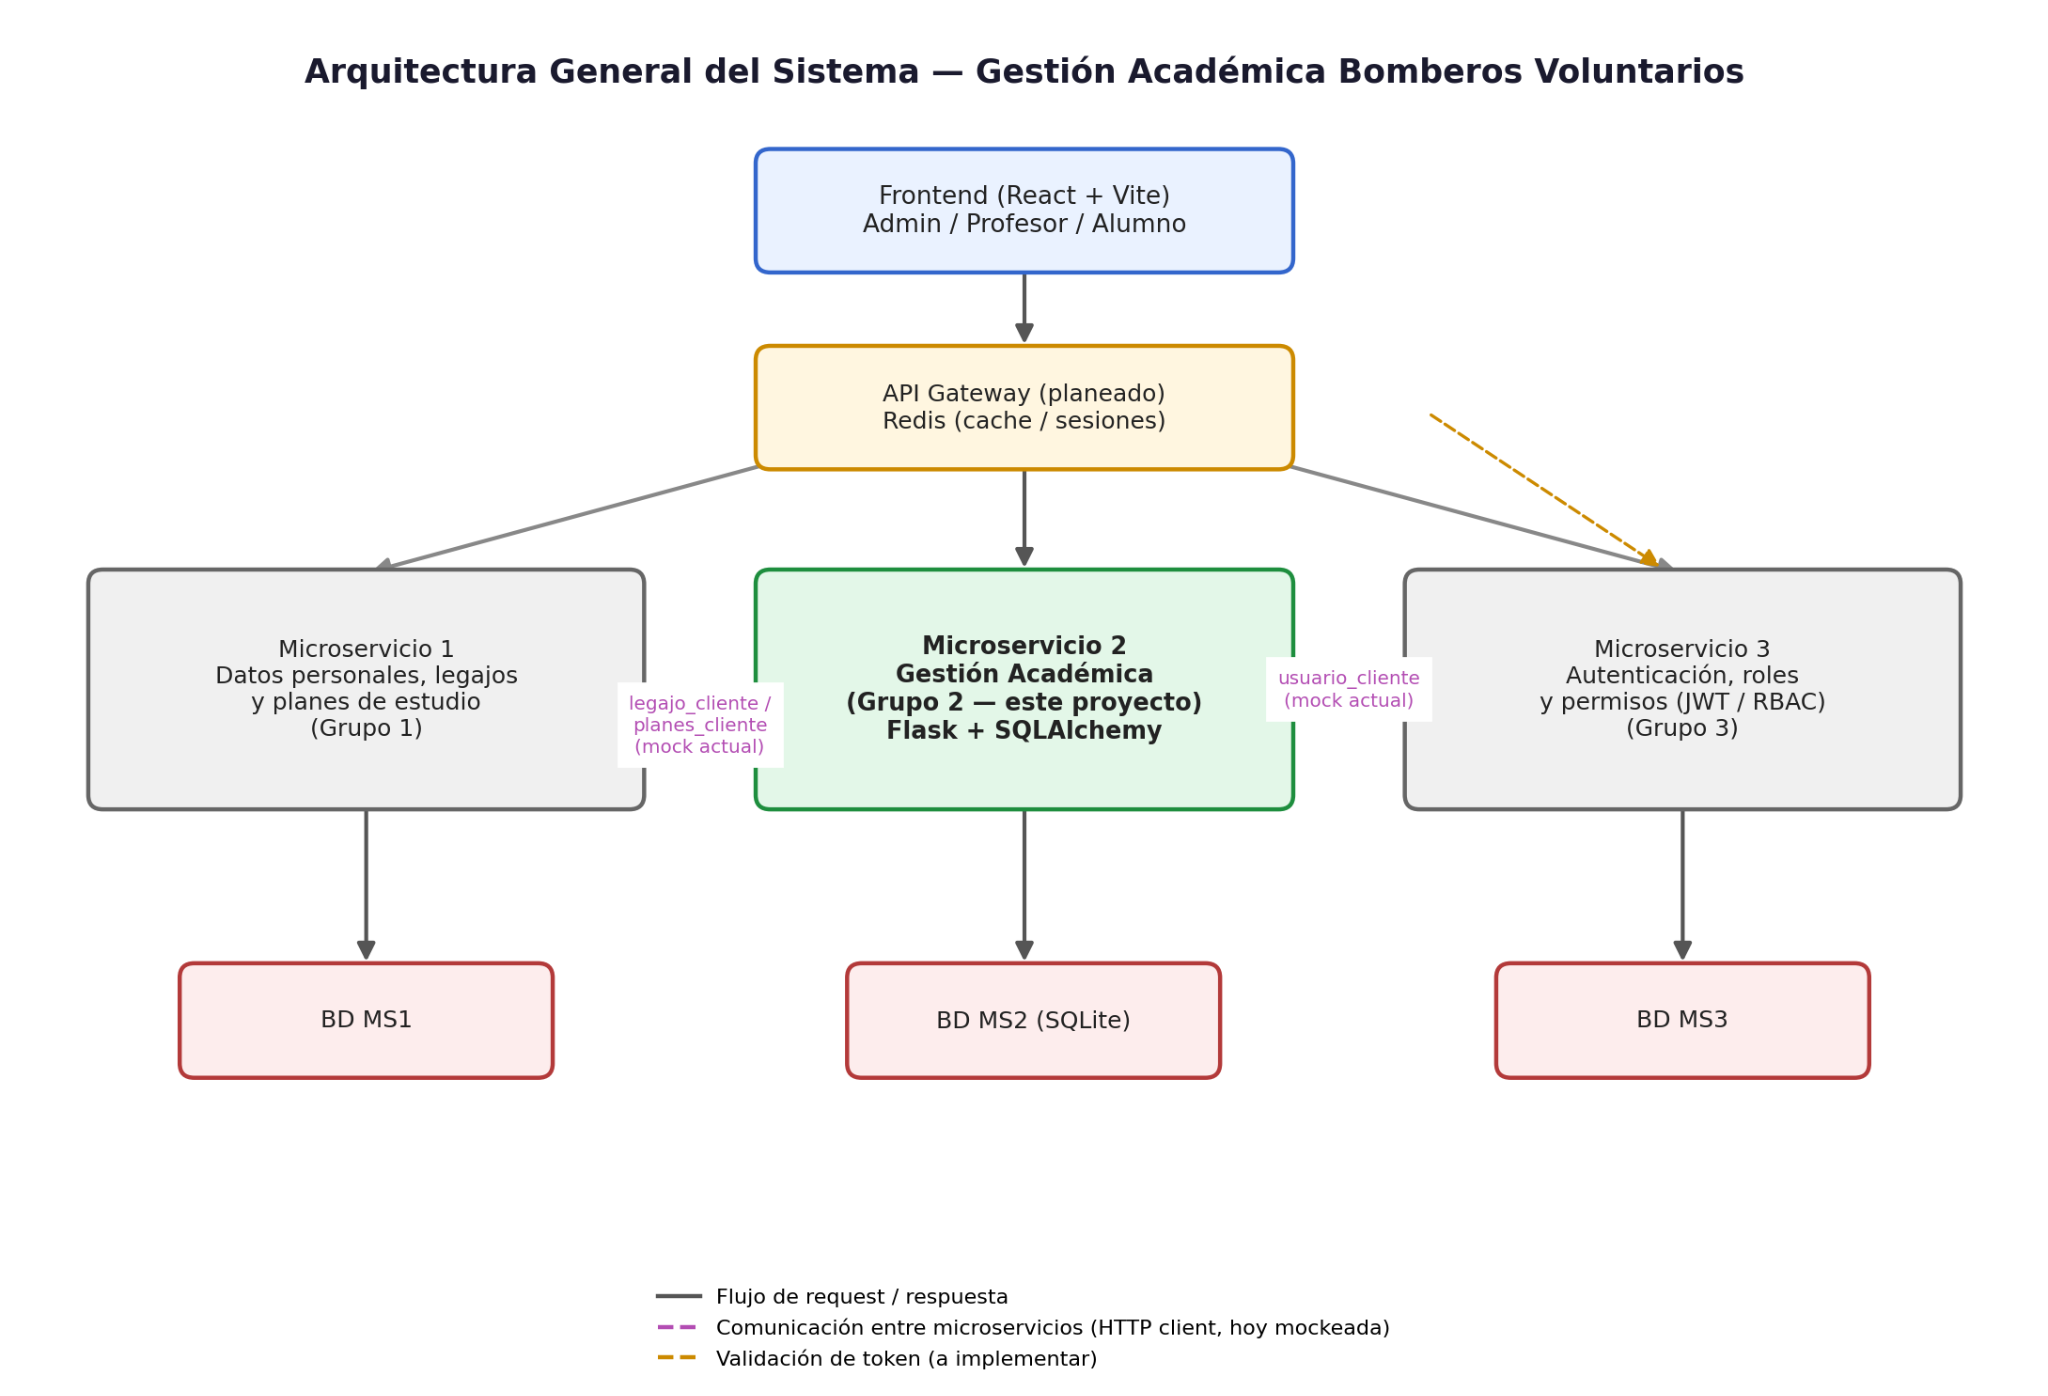 Arquitectura General del Sistema — Gestión Académica Bomberos Voluntarios
Frontend (React + Vite)
Admin / Profesor / Alumno
API Gateway (planeado)
Redis (cache / sesiones)
Microservicio 1
Datos personales, legajos
y planes de estudio
(Grupo 1)
legajo_cliente /
planes_cliente
(mock actual)
Microservicio 2
Gestión Académica
(Grupo 2 — este proyecto)
Flask + SQLAlchemy
usuario_cliente
(mock actual)
Microservicio 3
Autenticación, roles
y permisos (JWT / RBAC)
(Grupo 3)
BD MS1
BD MS2 (SQLite)
BD MS3
Flujo de request / respuesta
Comunicación entre microservicios (HTTP client, hoy mockeada)
Validación de token (a implementar)